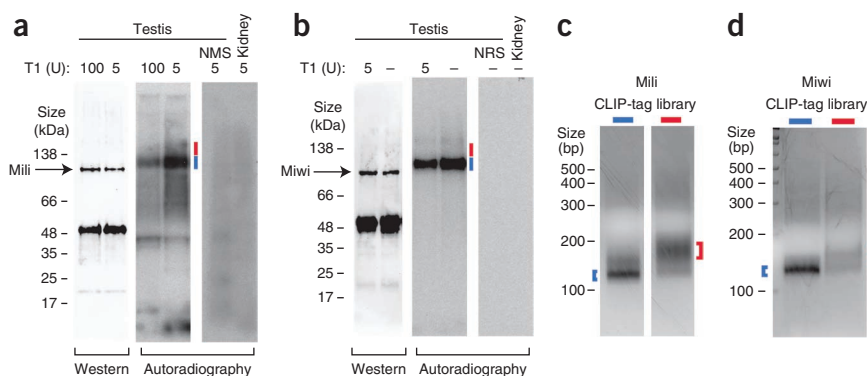 a
Testis
NMS
Kidney
T1 (U): 100 5 100 5 5 5
Size
(kDa)
138 –
Mili
66 –
48 –
35 –
25 –
17 –
Western
Autoradiography
b
Testis
NRS
Kidney
T1 (U): 5 – 5 – – –
Size
(kDa)
138 –
Miwi
66 –
48 –
35 –
25 –
17 –
Western
Autoradiography
c
Mili
CLIP-tag library
Size
(bp)
500 –
400 –
300 –
200 –
100 –
d
Miwi
CLIP-tag library
Size
(bp)
500 –
400 –
300 –
200 –
100 –